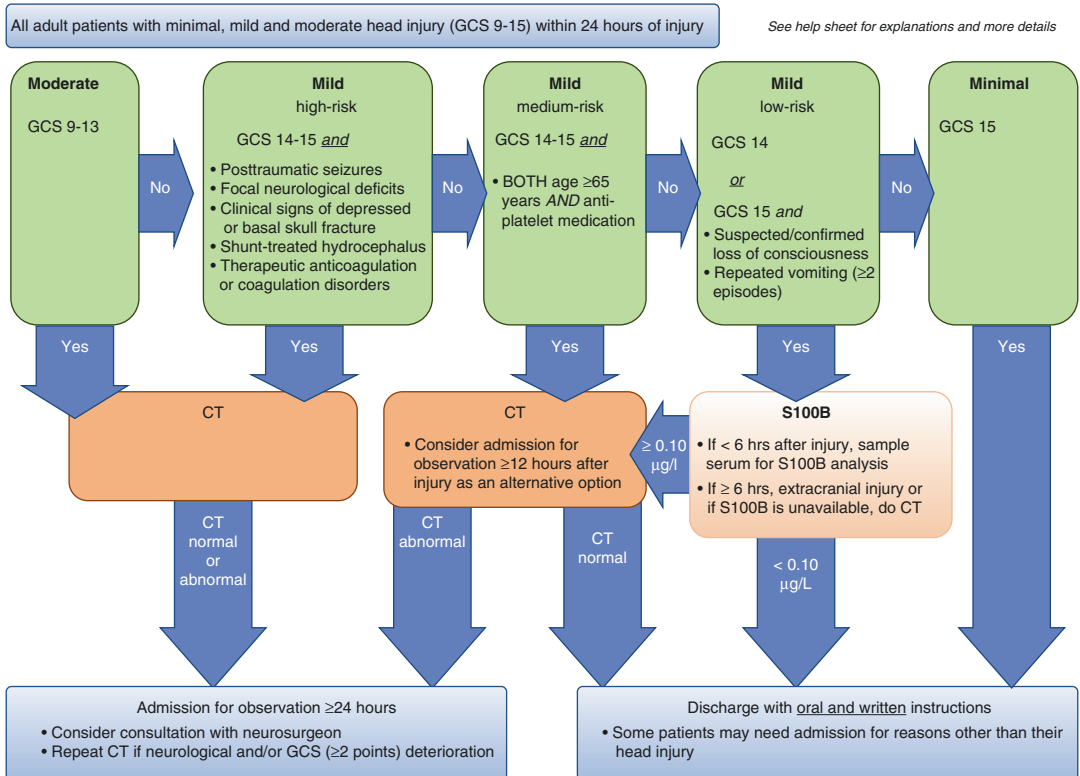 All adult patients with minimal, mild and moderate head injury (GCS 9-15) within 24 hours of injury
See help sheet for explanations and more details
Moderate
GCS 9-13
No
Mild
high-risk
GCS 14-15 and
• Posttraumatic seizures
• Focal neurological deficits
• Clinical signs of depressed
or basal skull fracture
• Shunt-treated hydrocephalus
• Therapeutic anticoagulation
or coagulation disorders
No
Mild
medium-risk
GCS 14-15 and
• BOTH age ≥65
years AND anti-
platelet medication
No
Mild
low-risk
GCS 14
or
GCS 15 and
• Suspected/confirmed
loss of consciousness
• Repeated vomiting (≥2
episodes)
No
Minimal
GCS 15
Yes
Yes
Yes
Yes
Yes
CT
CT
• Consider admission for
observation ≥12 hours after
injury as an alternative option
≥ 0.10
μg/l
S100B
• If < 6 hrs after injury, sample
serum for S100B analysis
• If ≥ 6 hrs, extracranial injury or
if S100B is unavailable, do CT
CT
normal
or
abnormal
CT
abnormal
CT
normal
< 0.10
μg/L
Admission for observation ≥24 hours
• Consider consultation with neurosurgeon
• Repeat CT if neurological and/or GCS (≥2 points) deterioration
Discharge with oral and written instructions
• Some patients may need admission for reasons other than their
head injury